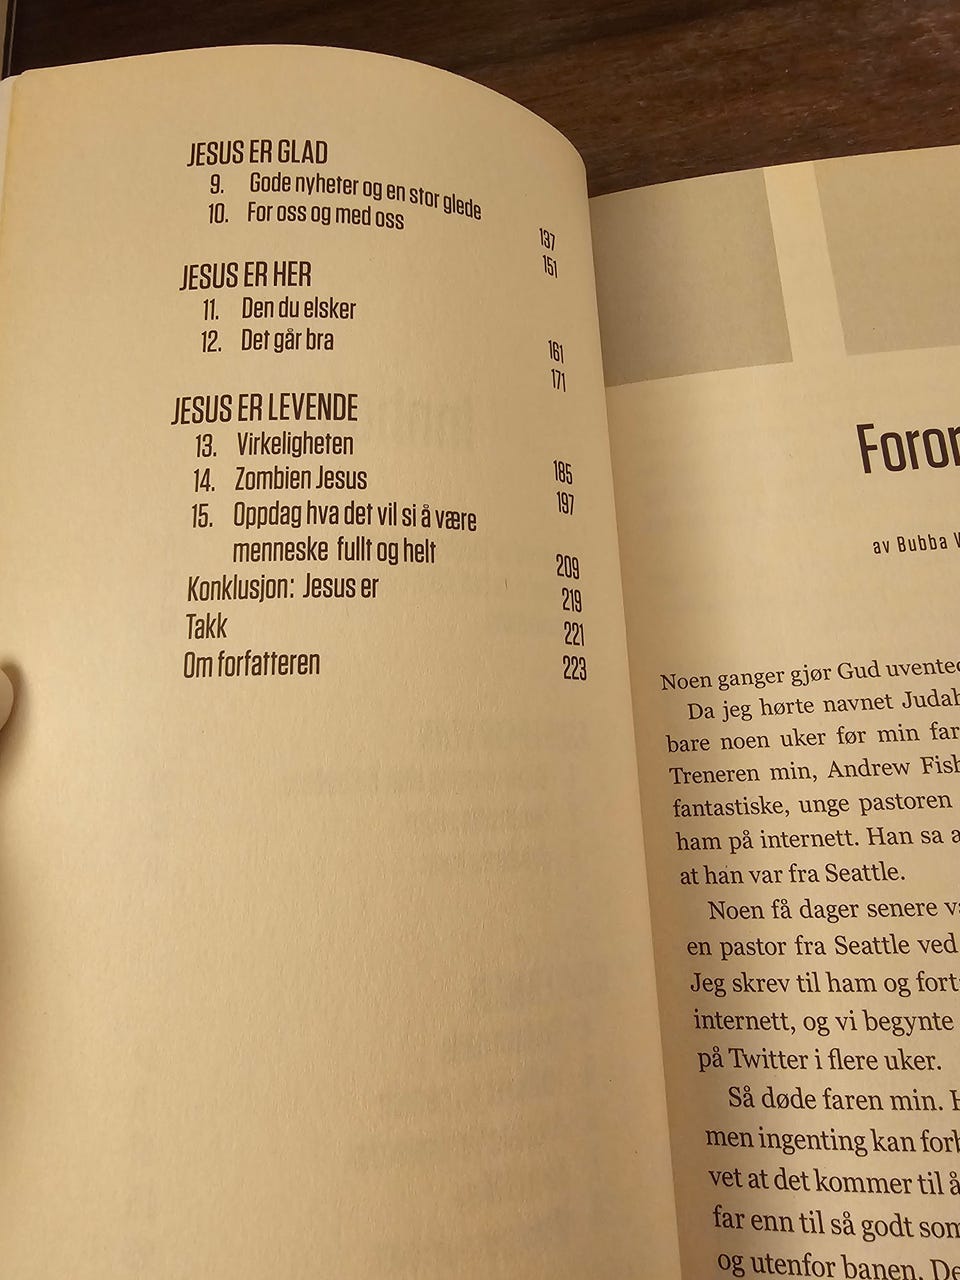 JESUS ER GLAD
9. Gode nyheter og en stor glede 137
10. For oss og med oss 151
JESUS ER HER
11. Den du elsker 161
12. Det går bra 171
JESUS ER LEVENDE
13. Virkeligheten 185
14. Zombien Jesus 197
15. Oppdag hva det vil si å være
menneske fullt og helt 209
Konklusjon: Jesus er 219
Takk 221
Om forfatteren 223
av Bubba
Noen ganger gjør Gud
Da jeg hørte navnet
bare noen uker før min far
Treneren min, Andrew
fantastiske, unge pastoren
ham på internett. Han sa
at han var fra Seattle.
Noen få dager senere
en pastor fra Seattle ved
Jeg skrev til ham og
internett, og vi begynte
på Twitter i flere uker.
Så døde faren min.
men ingenting kan
vet at det kommer til å
far enn til så godt som
og utenfor banen.